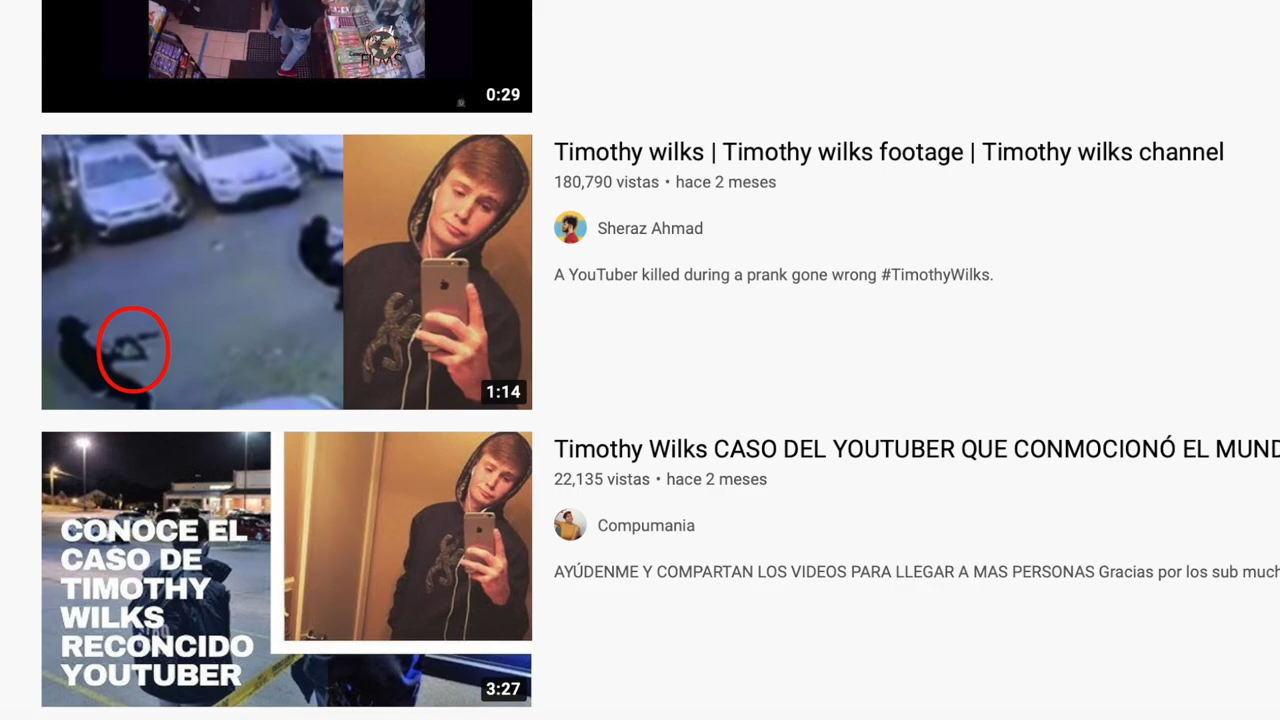 FILMS
0:29
Timothy wilks | Timothy wilks footage | Timothy wilks channel
180,790 vistas • hace 2 meses
Sheraz Ahmad
A YouTuber killed during a prank gone wrong #TimothyWilks.
1:14
Timothy Wilks CASO DEL YOUTUBER QUE CONMOCIONÓ EL MUND
22,135 vistas • hace 2 meses
Compumania
AYÚDENME Y COMPARTAN LOS VIDEOS PARA LLEGAR A MAS PERSONAS Gracias por los sub much
CONOCE EL
CASO DE
TIMOTHY
WILKS
RECONCIDO
YOUTUBER
3:27